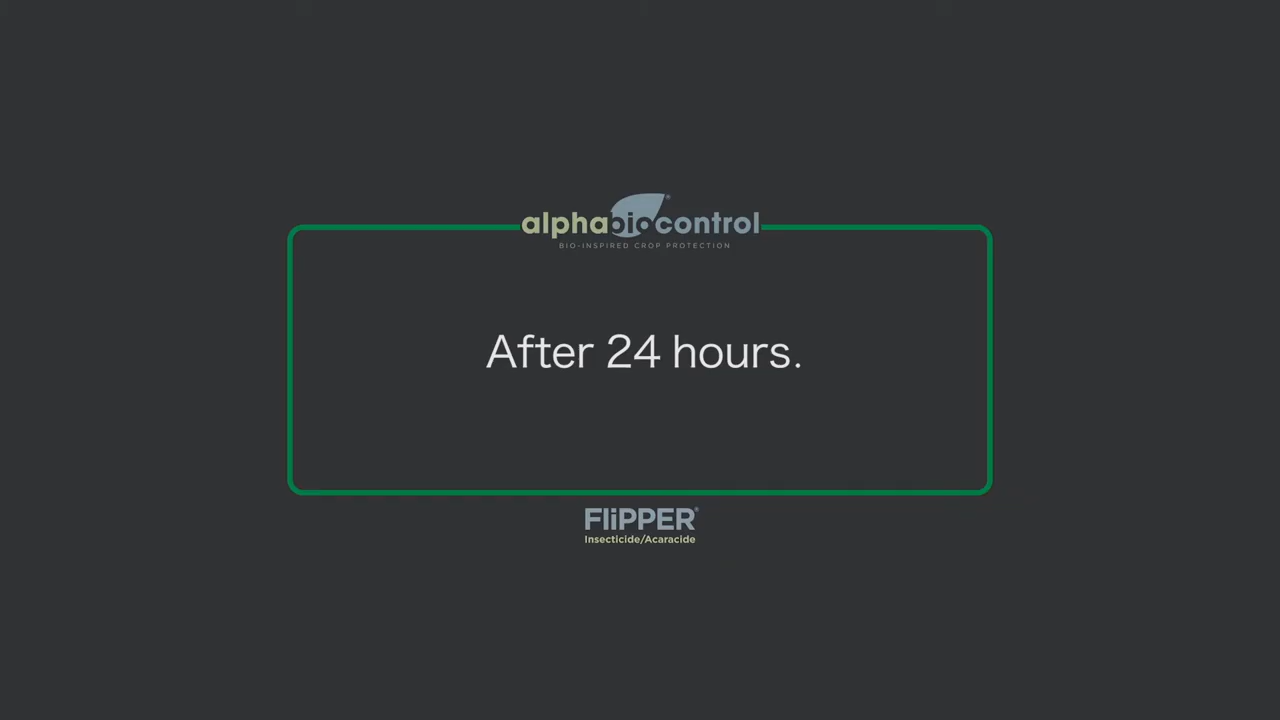 alphabiocontrol®
BIO-INSPIRED CROP PROTECTION
After 24 hours.
FLiPPER®
Insecticide/Acaracide